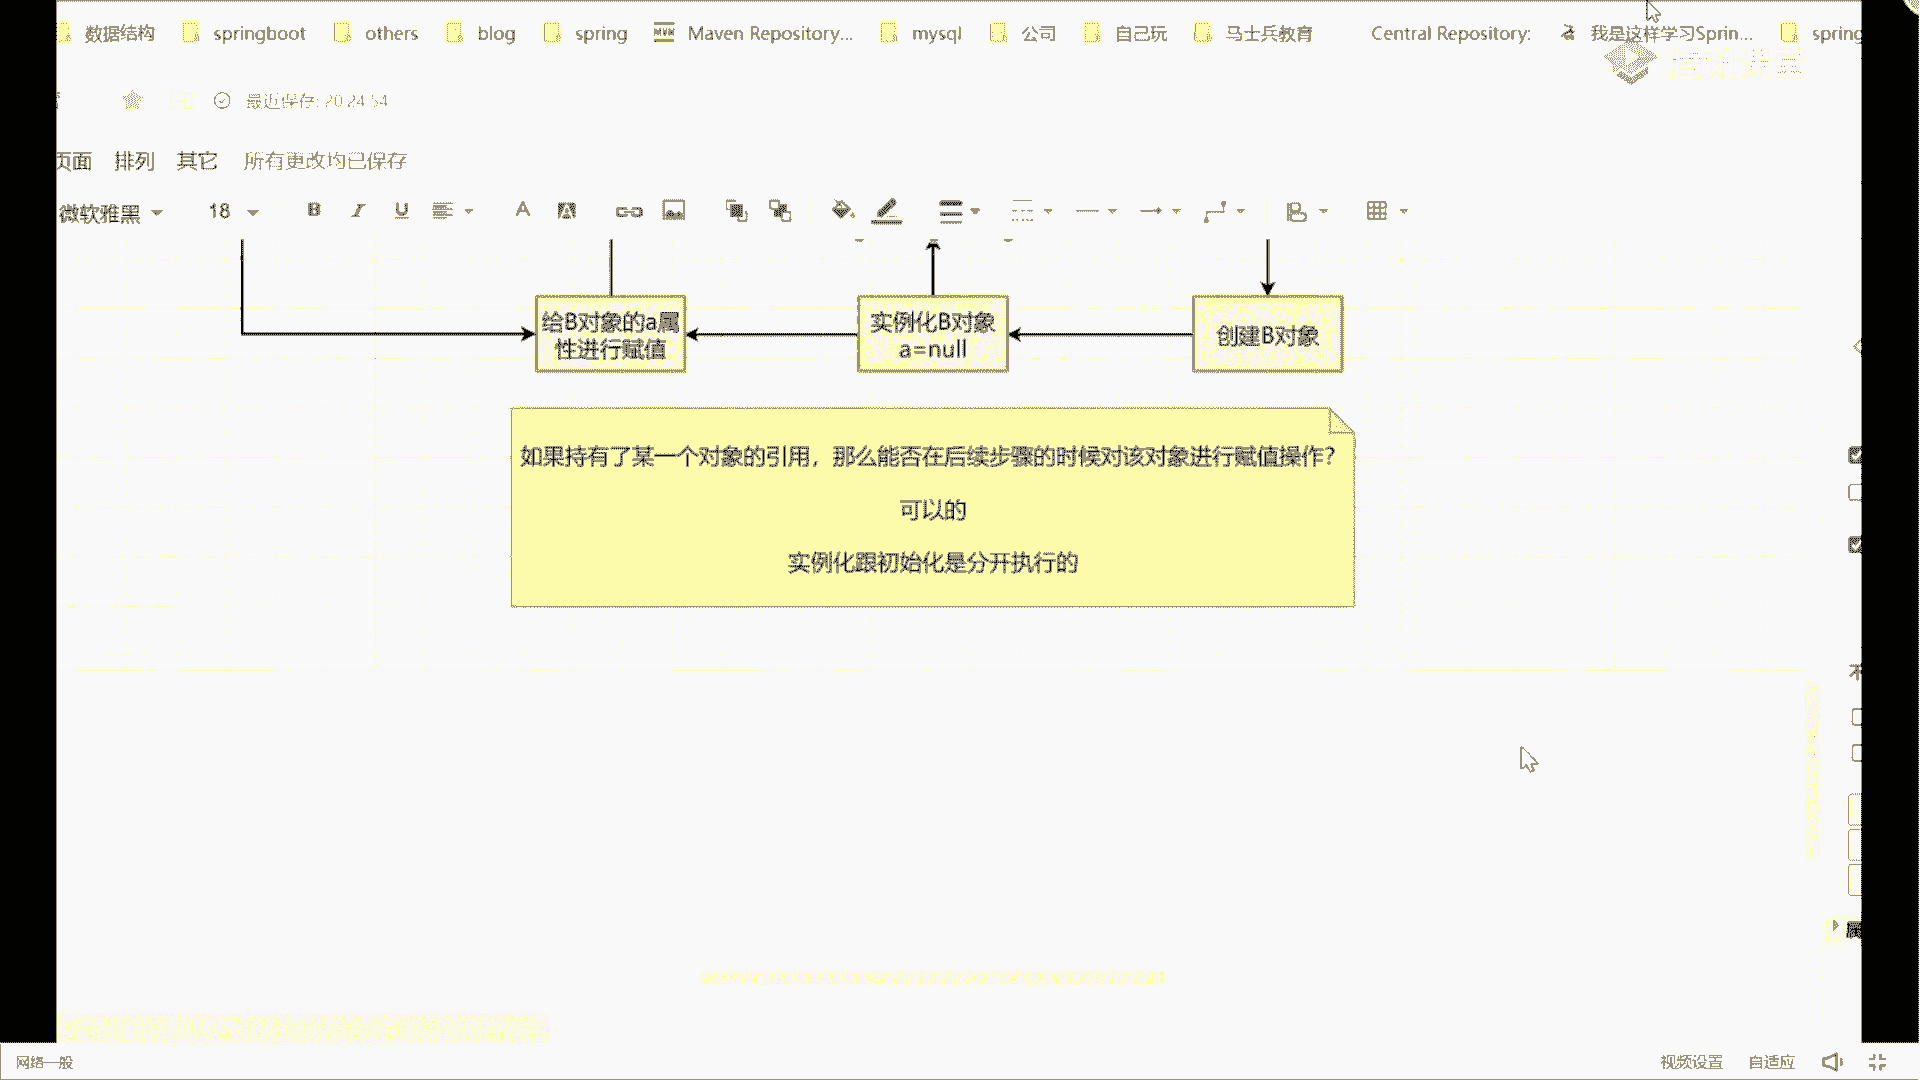 数据结构
springboot
others
blog
spring
Maven Repository...
mysql
公司
自己玩
马士兵教育
Central Repository:
我是这样学习Sprin...
spring
最近保存: 20:24:54
页面 排列 其它 所有更改均已保存
微软雅黑 18
给B对象的a属
性进行赋值
实例化B对象
a=null
创建B对象
如果持有了某一个对象的引用，那么能否在后续步骤的时候对该对象进行赋值操作？
可以的
实例化跟初始化是分开执行的
网络一般
视频设置 自适应